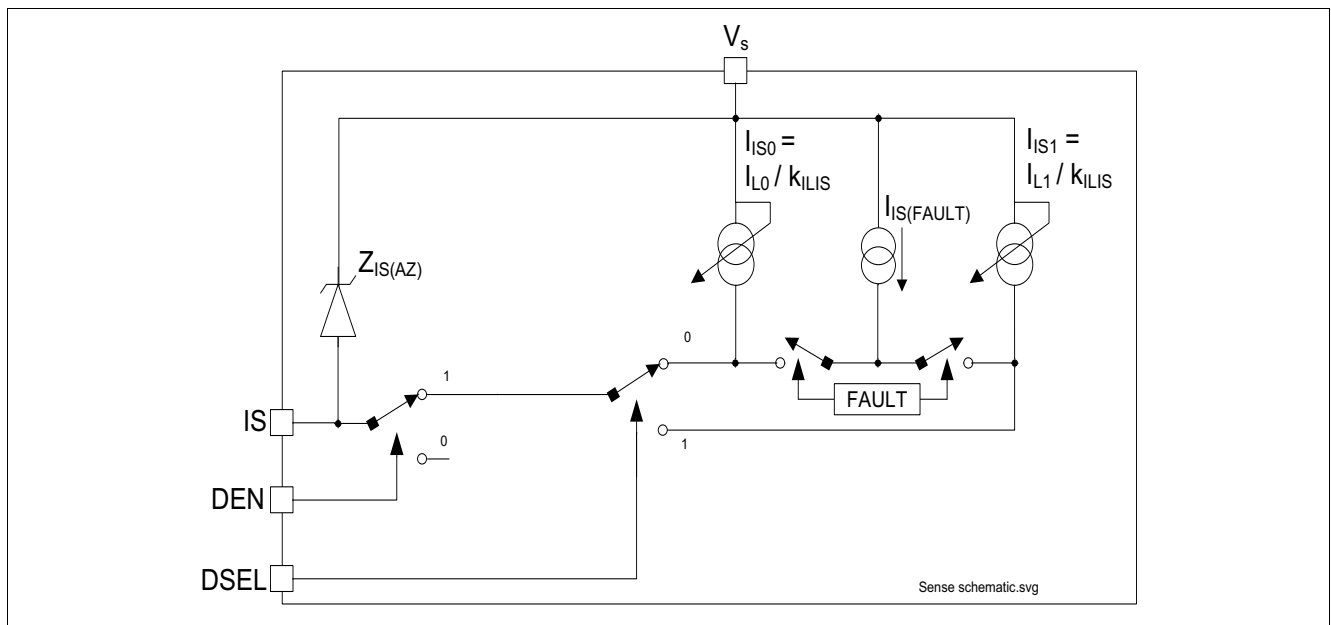 Vs
IIS0 =
IL0 / kILIS
IIS1 =
IL1 / kILIS
IIS(FAULT)
ZIS(AZ)
0
1
FAULT
IS
0
1
DEN
DSEL
Sense schematic.svg